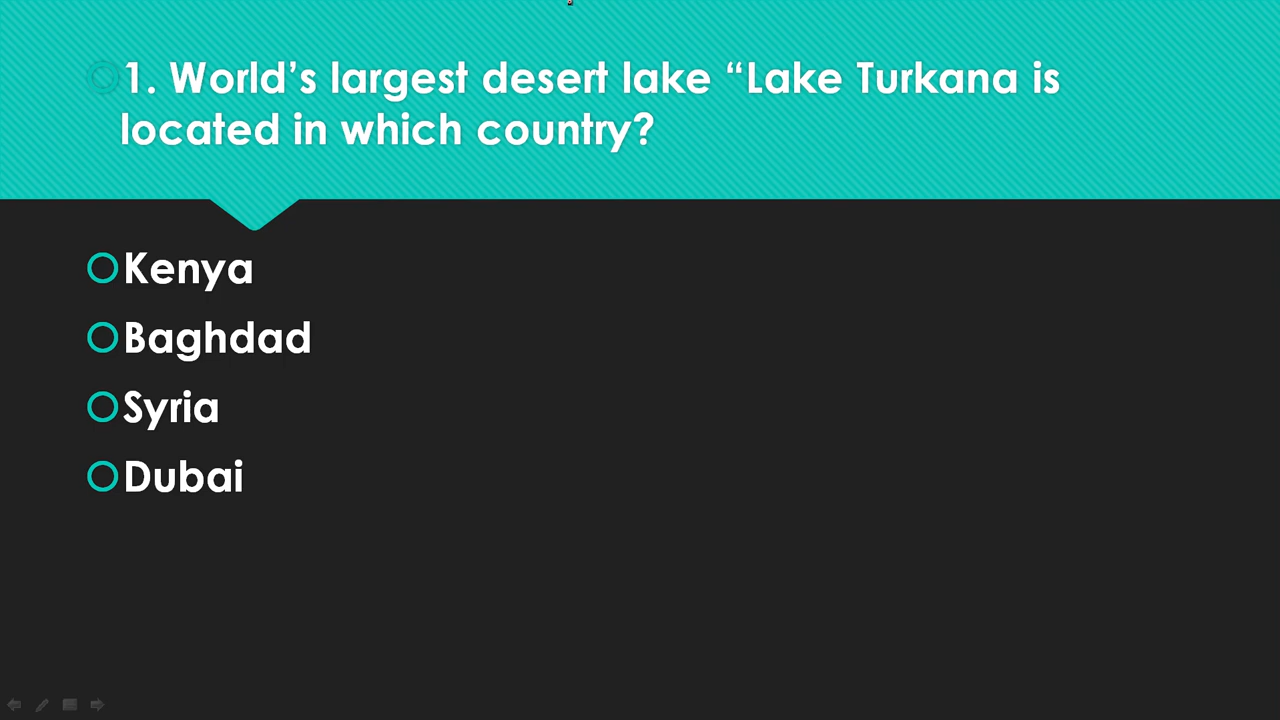 1. World’s largest desert lake “Lake Turkana is
located in which country?
Kenya
Baghdad
Syria
Dubai